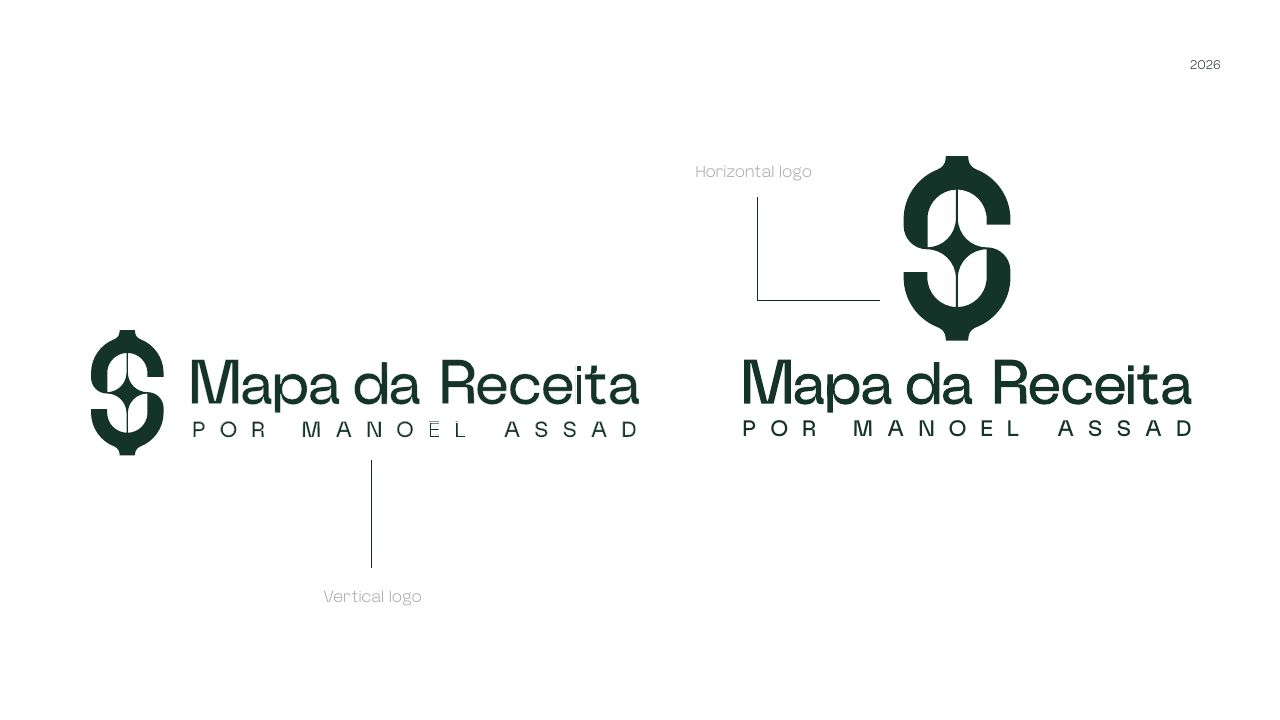 2026
Horizontal logo
Mapa da Receita
POR MANOEL ASSAD
Mapa da Receita
POR MANOEL ASSAD
Vertical logo